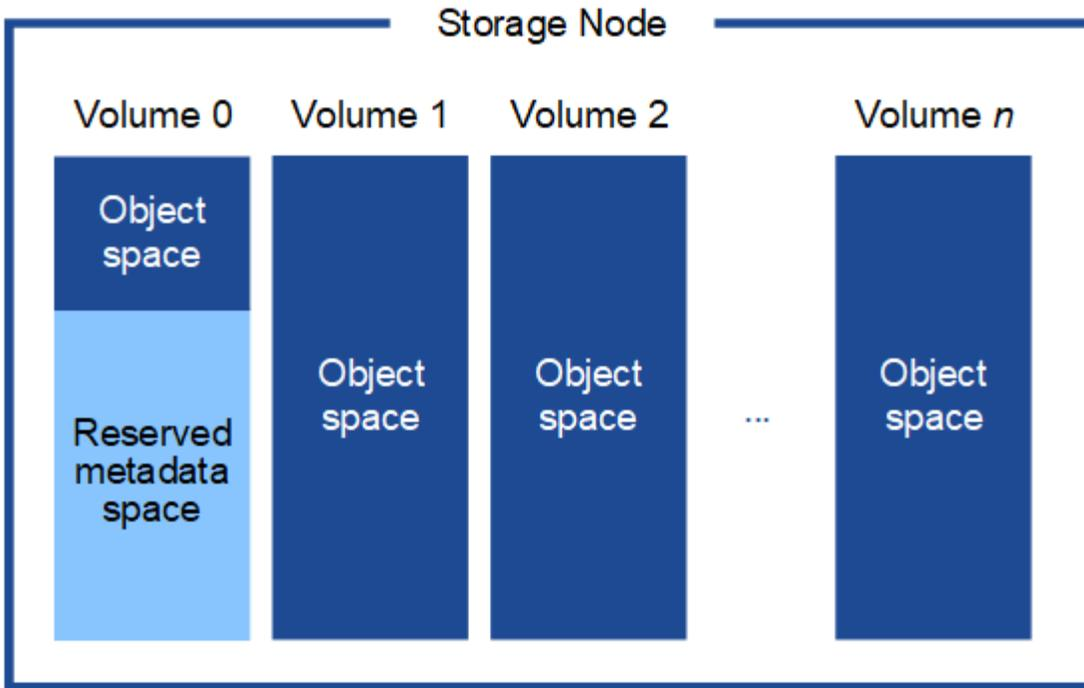 Storage Node
Volume 0
Volume 1
Volume 2
Volume n
Object
space
Reserved
metadata
space
Object
space
Object
space
...
Object
space